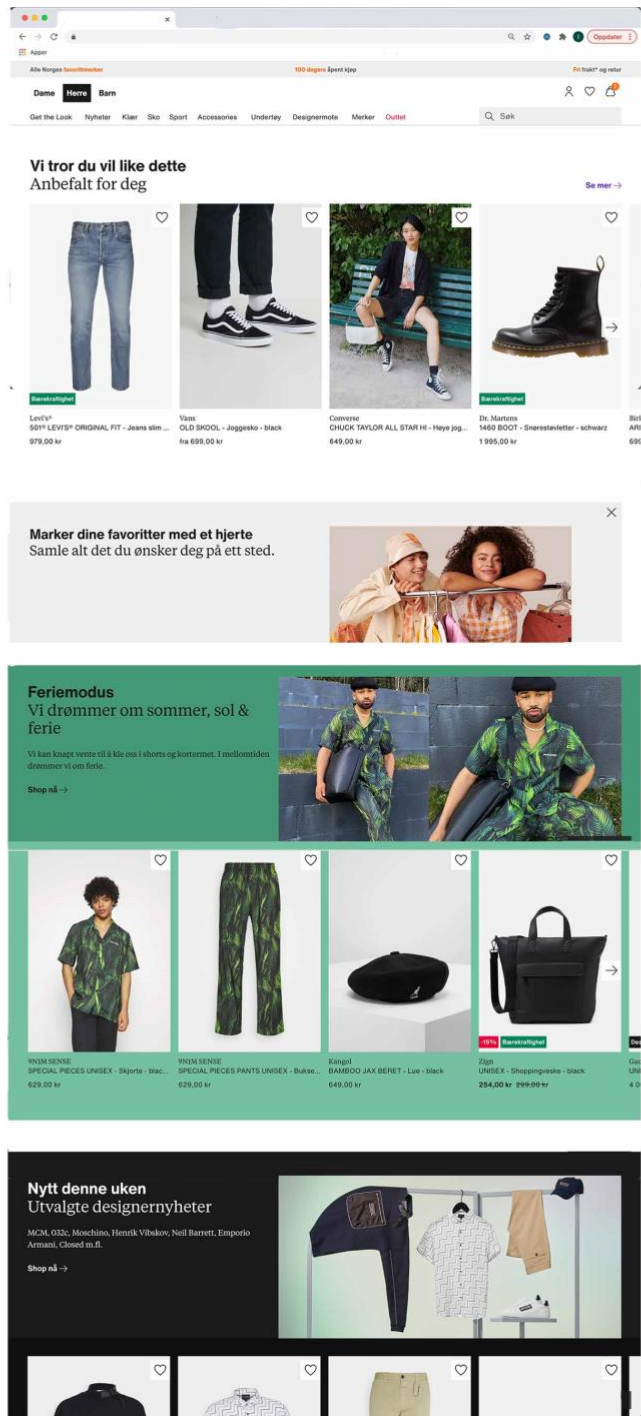 Oppdater
Apper
Alle Norges favorittmerker
100 dagers åpent kjøp
Fri frakt* og retur
Dame Herre Barn
Get the Look Nyheter Klær Sko Sport Accessories Undertøy Designermote Merker Outlet
Søk
Vi tror du vil like dette
Anbefalt for deg
Se mer →
Bærekraftighet
Bærekraftighet
Levi's®
501® LEVI'S® ORIGINAL FIT - Jeans slim ...
979,00 kr
Vans
OLD SKOOL - Joggesko - black
fra 699,00 kr
Converse
CHUCK TAYLOR ALL STAR HI - Høye jog...
649,00 kr
Dr. Martens
1460 BOOT - Snørestøvletter - schwarz
1 995,00 kr
Marker dine favoritter med et hjerte
Samle alt det du ønsker deg på ett sted.
Feriemodus
Vi drømmer om sommer, sol &
ferie
Vi kan knapt vente til å kle oss i shorts og kortermet. I mellomtiden
drømmer vi om ferie.
Shop nå →
-15% Bærekraftighet
9N1M SENSE
SPECIAL PIECES UNISEX - Skjorte - blac...
629,00 kr
9N1M SENSE
SPECIAL PIECES PANTS UNISEX - Bukse...
629,00 kr
Kangol
BAMBOO JAX BERET - Lue - black
649,00 kr
Zign
UNISEX - Shoppingveske - black
254,00 kr 299,00 kr
Nytt denne uken
Utvalgte designernyheter
MCM, 032c, Moschino, Henrik Vibskov, Neil Barrett, Emporio
Armani, Closed m.fl.
Shop nå →